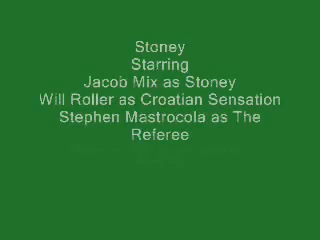 Stoney
Starring
Jacob Mix as Stoney
Will Roller as Croatian Sensation
Stephen Mastrocola as The
Referee